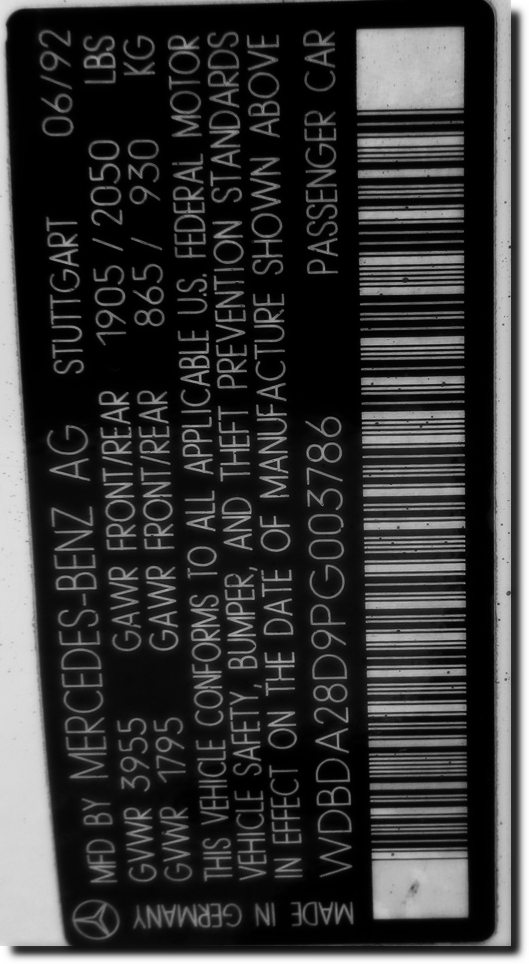 MFD BY MERCEDES-BENZ AG STUTTGART 06/92
GVWR 3955 GAWR FRONT/REAR 1905 / 2050 LBS
GVWR 1795 GAWR FRONT/REAR 865 / 930 KG
THIS VEHICLE CONFORMS TO ALL APPLICABLE U.S. FEDERAL MOTOR
VEHICLE SAFETY, BUMPER, AND THEFT PREVENTION STANDARDS
IN EFFECT ON THE DATE OF MANUFACTURE SHOWN ABOVE
WDBDA28D9PG003786 PASSENGER CAR
MADE IN GERMANY